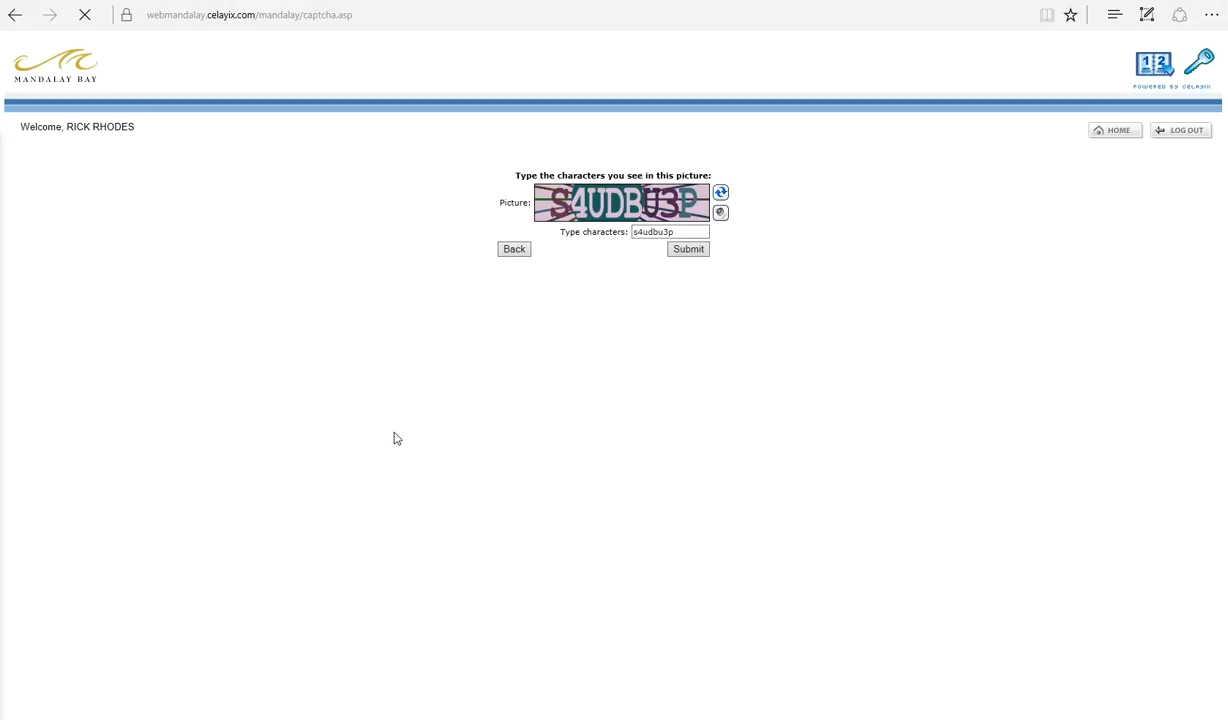 webmandalay.celayix.com/mandalay/captcha.asp
MANDALAY BAY
12
POWERED BY CELAYIX
Welcome, RICK RHODES
HOME
LOG OUT
Type the characters you see in this picture:
Picture: S4UDBU3P
Type characters: s4udbu3p
Back
Submit